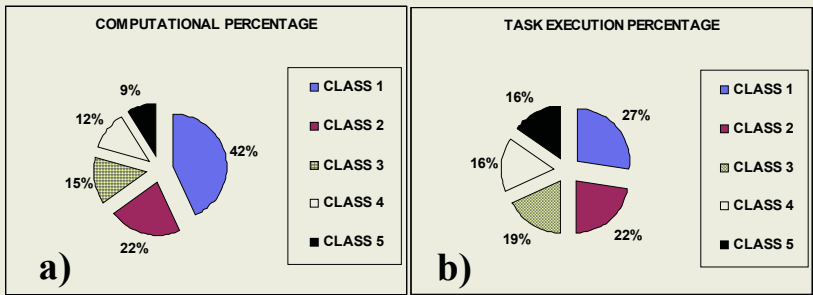 COMPUTATIONAL PERCENTAGE
9%
12%
15%
22%
42%
CLASS 1
CLASS 2
CLASS 3
CLASS 4
CLASS 5
a)
TASK EXECUTION PERCENTAGE
16%
27%
16%
19%
22%
CLASS 1
CLASS 2
CLASS 3
CLASS 4
CLASS 5
b)